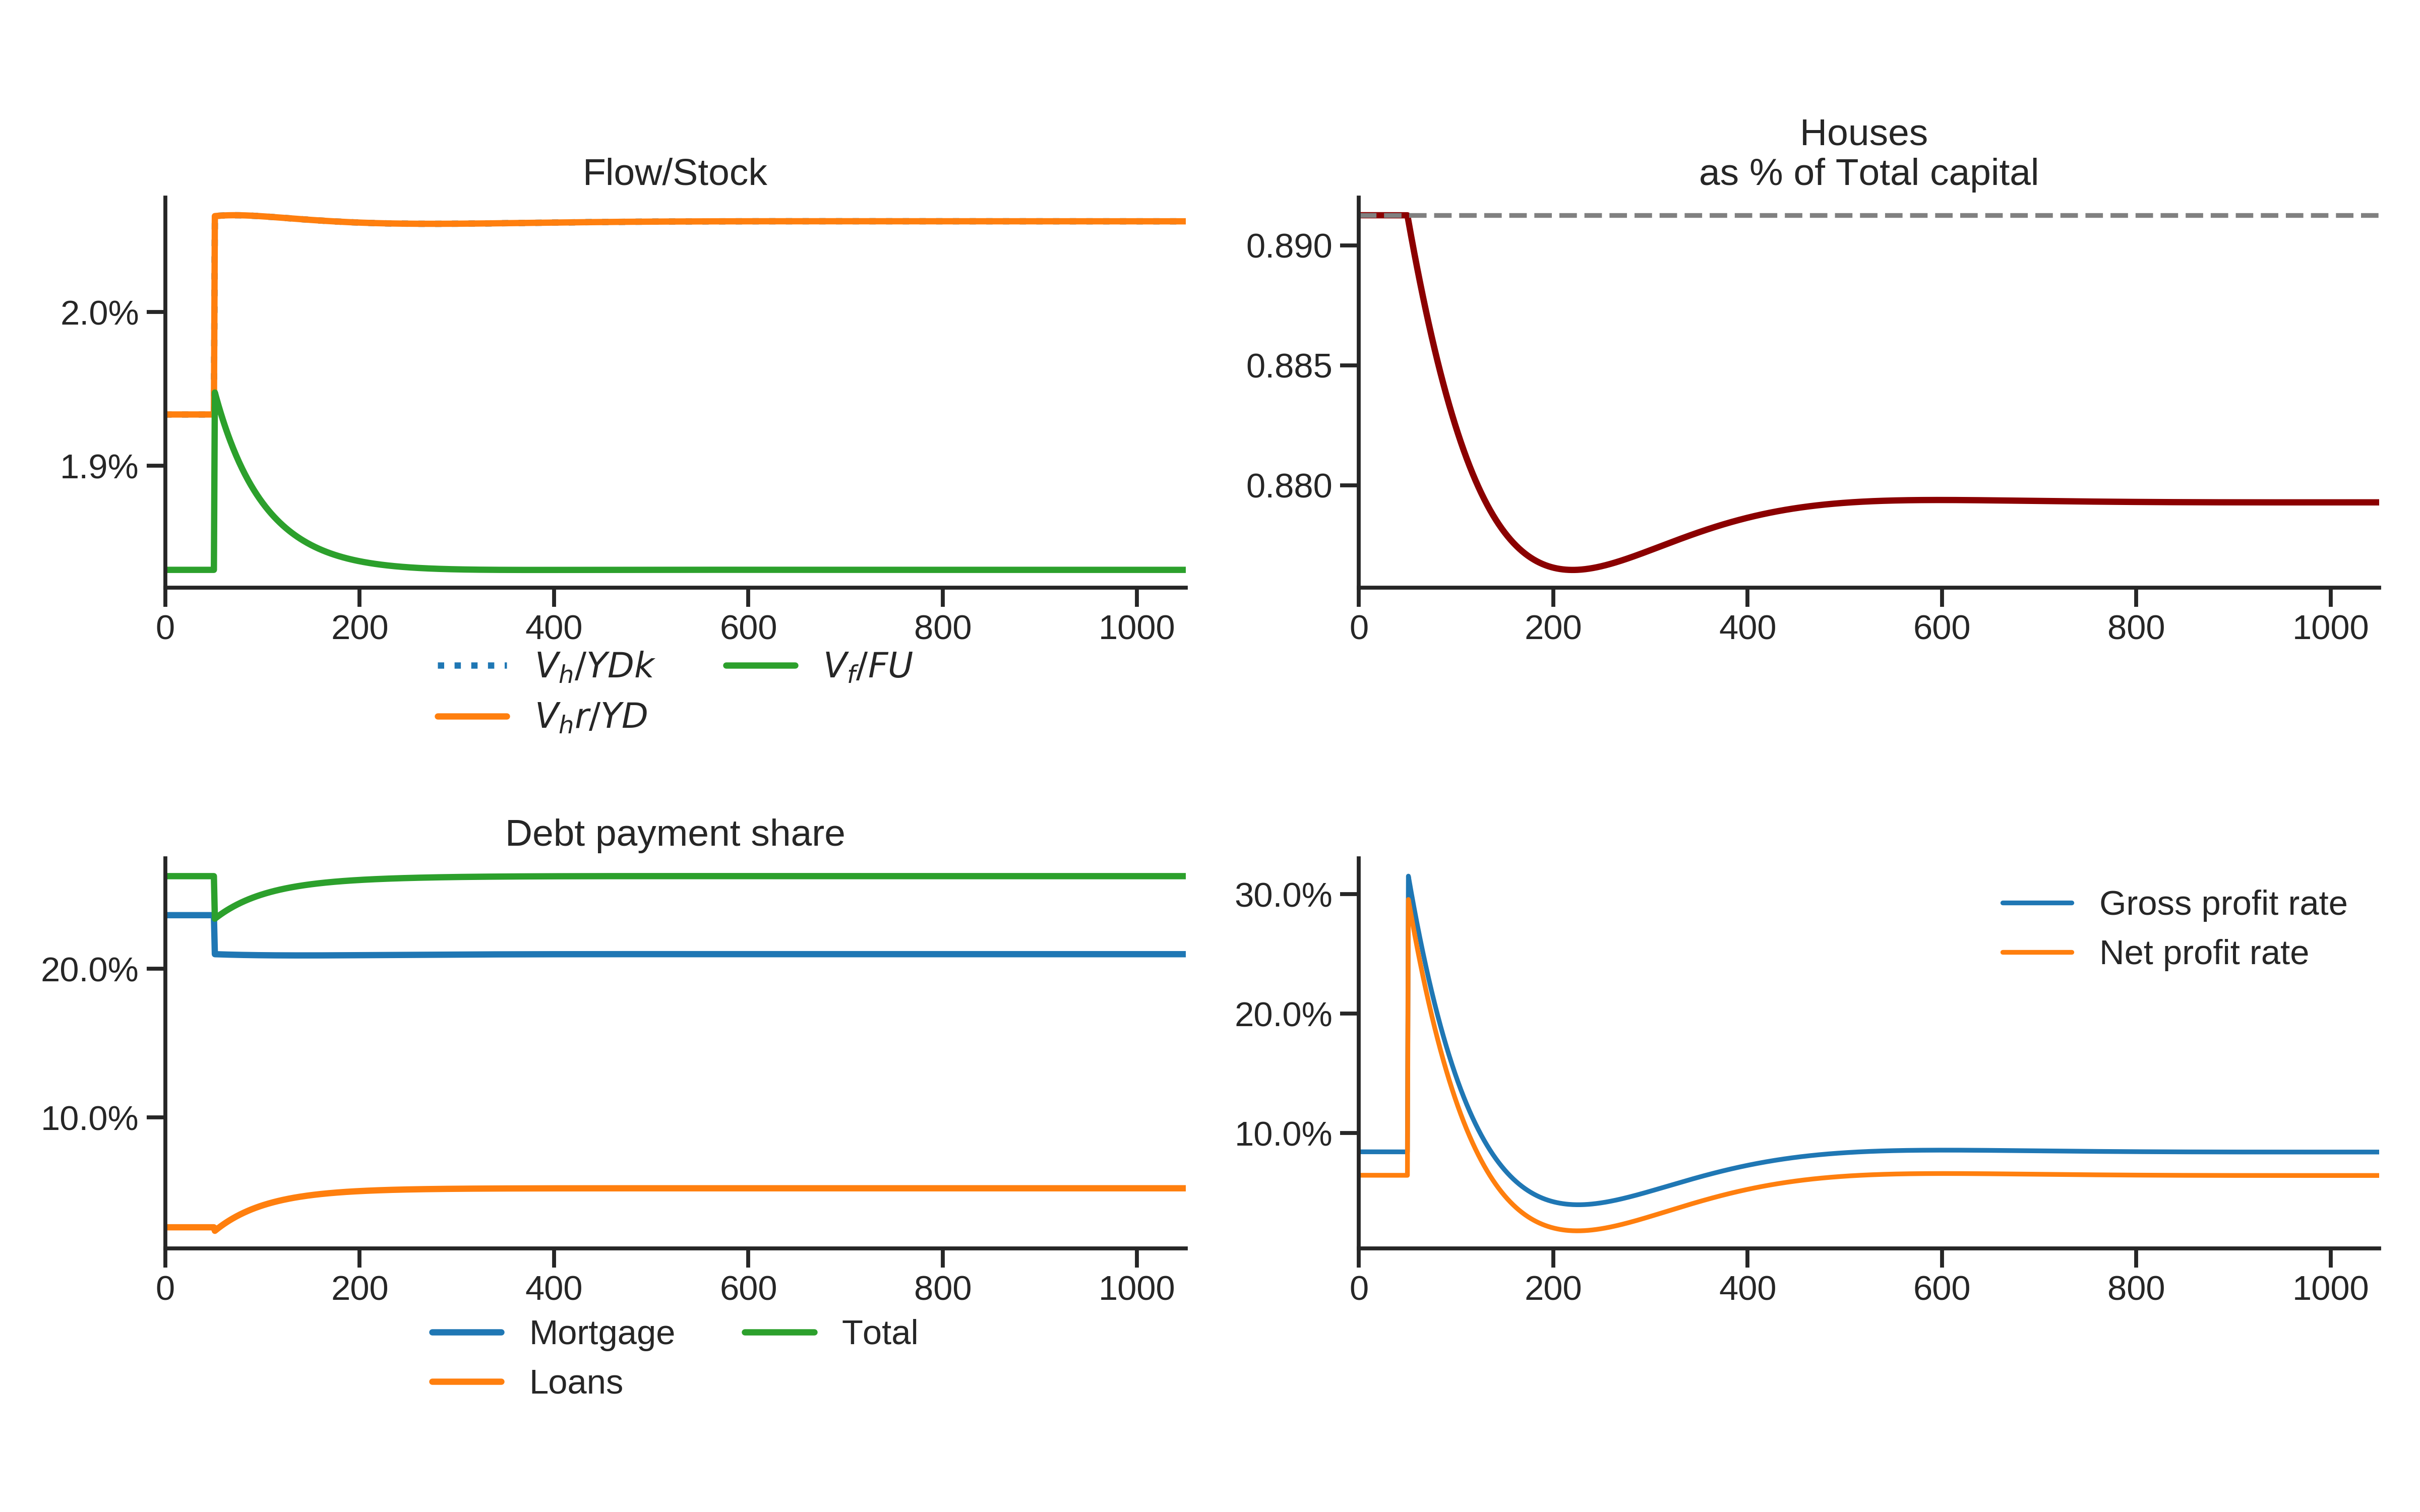 Flow/Stock
2.0%
1.9%
0 200 400 600 800 1000
V_h/YDk V_f/FU
V_hr/YD
Houses
as % of Total capital
0.890
0.885
0.880
0 200 400 600 800 1000
Debt payment share
20.0%
10.0%
0 200 400 600 800 1000
Mortgage Total
Loans
30.0%
20.0%
10.0%
0 200 400 600 800 1000
Gross profit rate
Net profit rate